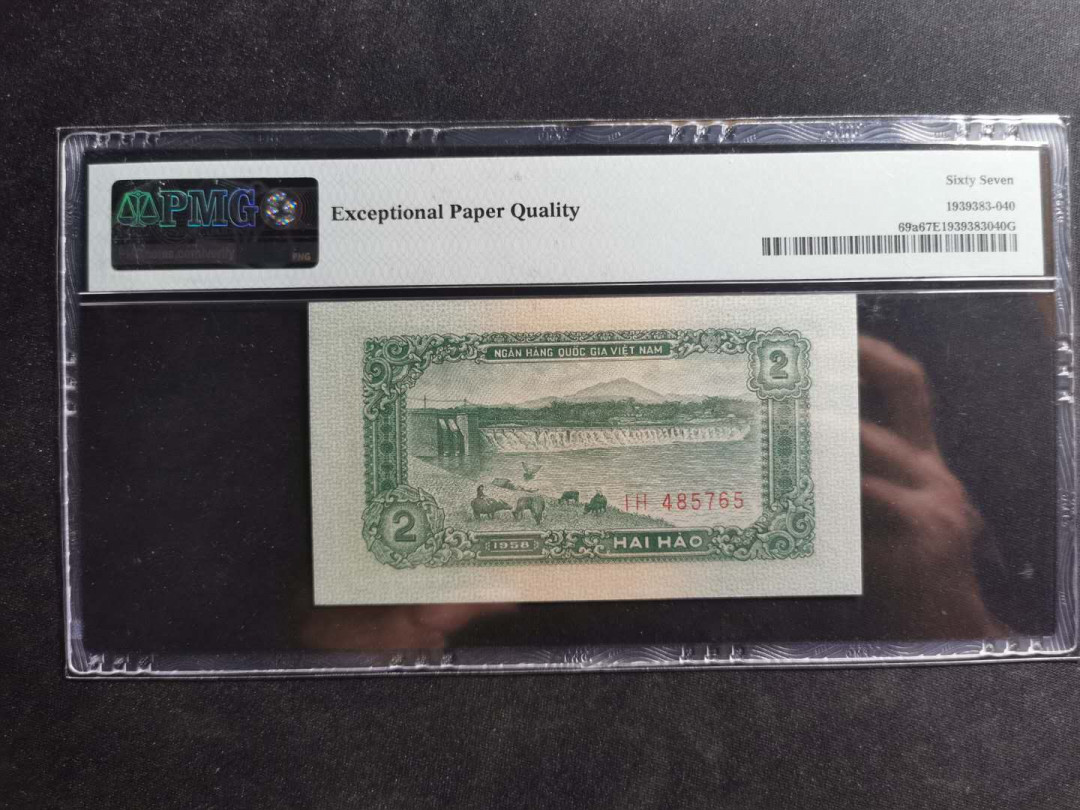 PMG
Exceptional Paper Quality
Sixty Seven
1939383-040
69a67E1939383040G
PMG
NGÂN HÀNG QUỐC GIA VIỆT NAM
2
IH 485765
2
1958
HAI HÀO